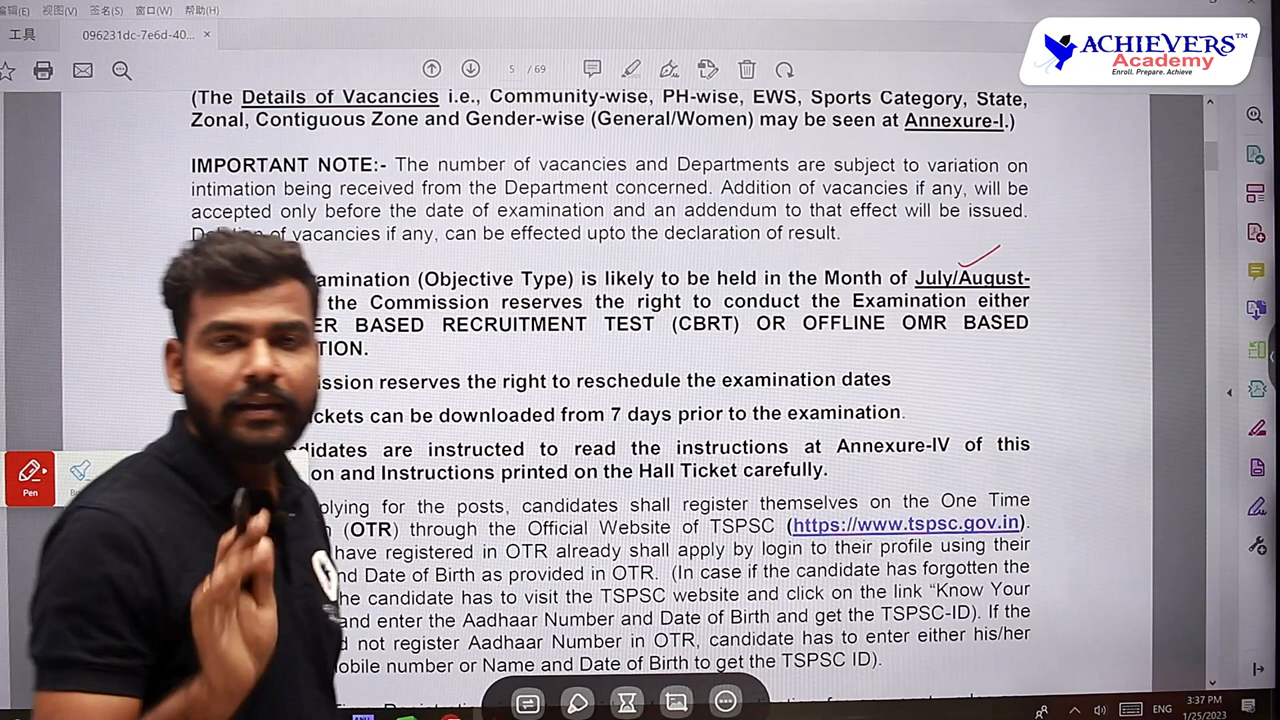 编辑(E) 视图(V) 签名(S) 窗口(W) 帮助(H)
工具 096231dc-7e6d-40... ×
5 / 69
ACHIEVERS™
Academy
Enroll. Prepare. Achieve
(The Details of Vacancies i.e., Community-wise, PH-wise, EWS, Sports Category, State,
Zonal, Contiguous Zone and Gender-wise (General/Women) may be seen at Annexure-I.)
IMPORTANT NOTE:- The number of vacancies and Departments are subject to variation on
intimation being received from the Department concerned. Addition of vacancies if any, will be
accepted only before the date of examination and an addendum to that effect will be issued.
of vacancies if any, can be effected upto the declaration of result.
amination (Objective Type) is likely to be held in the Month of July/August-
the Commission reserves the right to conduct the Examination either
ER BASED RECRUITMENT TEST (CBRT) OR OFFLINE OMR BASED
TION.
ission reserves the right to reschedule the examination dates
ckets can be downloaded from 7 days prior to the examination.
didates are instructed to read the instructions at Annexure-IV of this
on and Instructions printed on the Hall Ticket carefully.
Pen
plying for the posts, candidates shall register themselves on the One Time
(OTR) through the Official Website of TSPSC (https://www.tspsc.gov.in).
have registered in OTR already shall apply by login to their profile using their
nd Date of Birth as provided in OTR. (In case if the candidate has forgotten the
he candidate has to visit the TSPSC website and click on the link “Know Your
and enter the Aadhaar Number and Date of Birth and get the TSPSC-ID). If the
d not register Aadhaar Number in OTR, candidate has to enter either his/her
obile number or Name and Date of Birth to get the TSPSC ID).
ENG
3:37 PM
1/25/2023